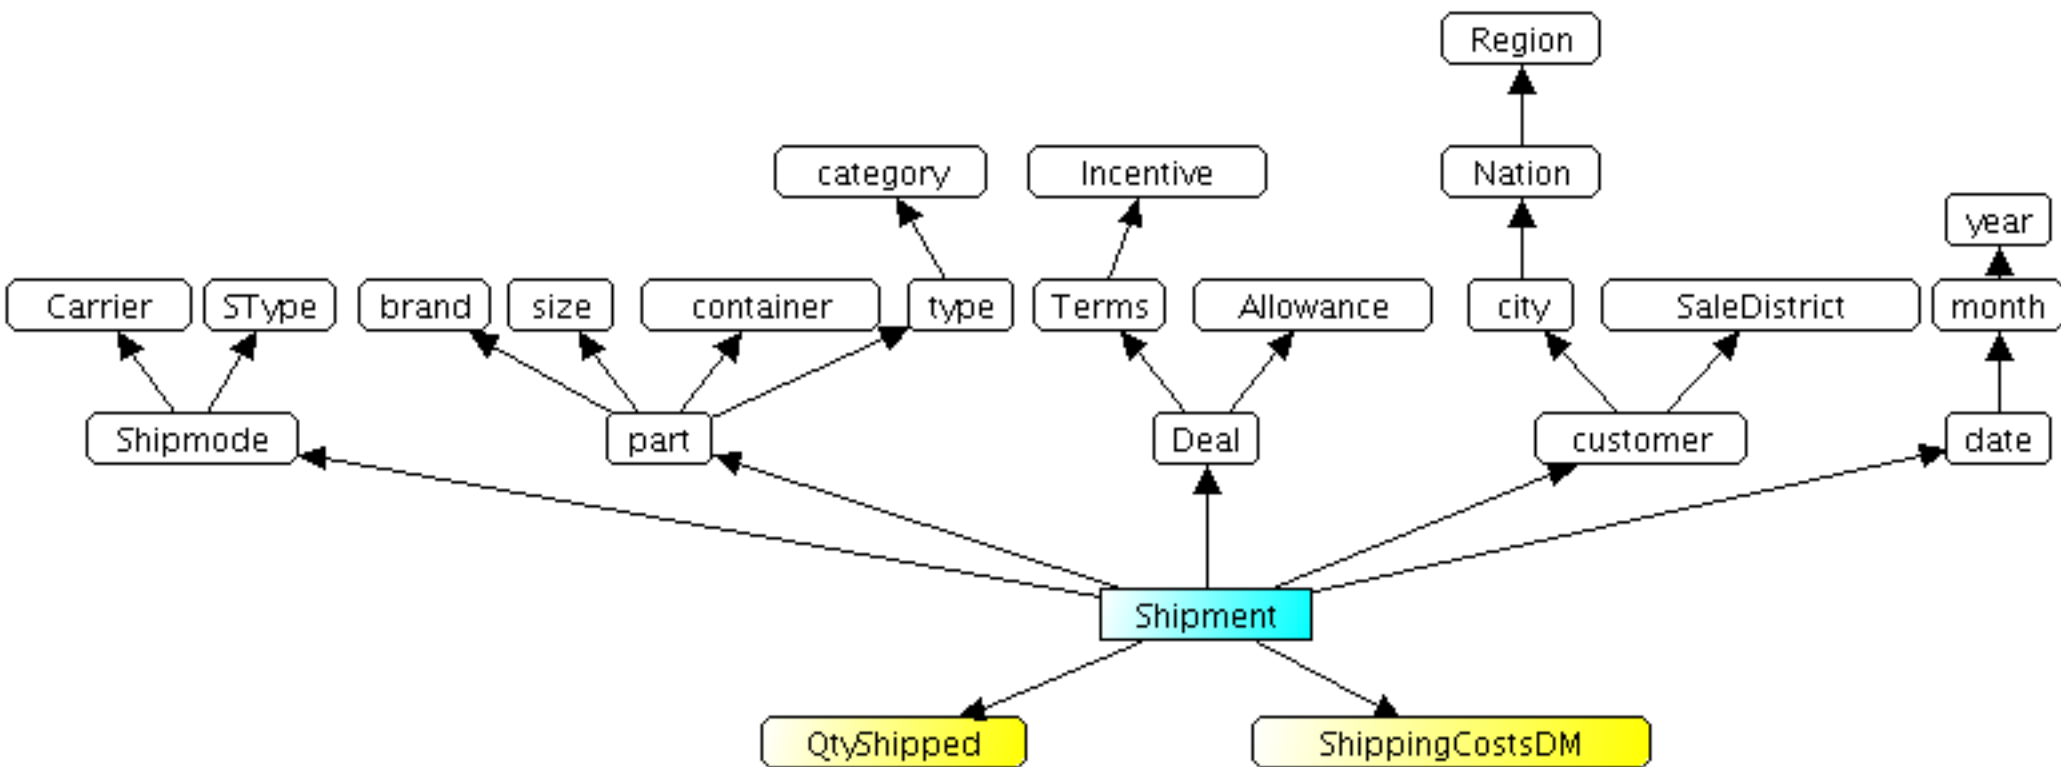 Region
category
Incentive
Nation
year
Carrier
SType
brand
size
container
type
Terms
Allowance
city
SaleDistrict
month
Shipmode
part
Deal
customer
date
Shipment
QtyShipped
ShippingCostsDM